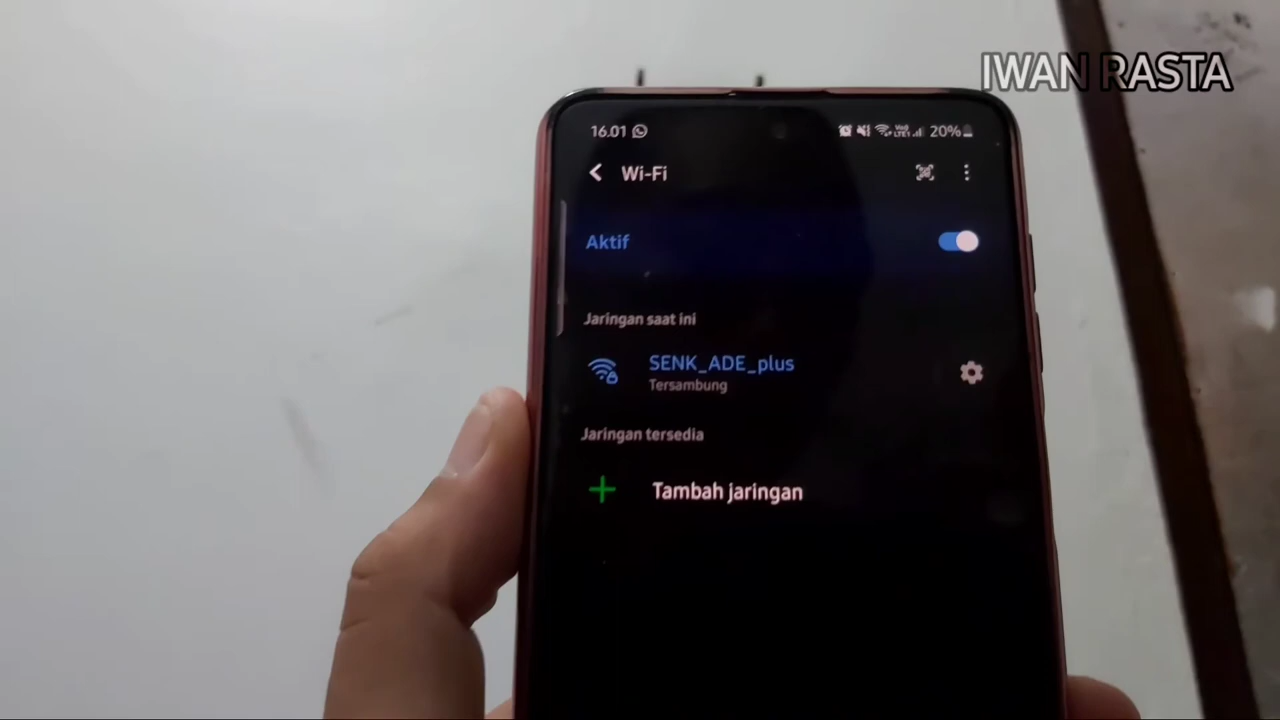 IWAN RASTA
16.01 20%
Wi-Fi
Aktif
Jaringan saat ini
SENK_ADE_plus
Tersambung
Jaringan tersedia
Tambah jaringan